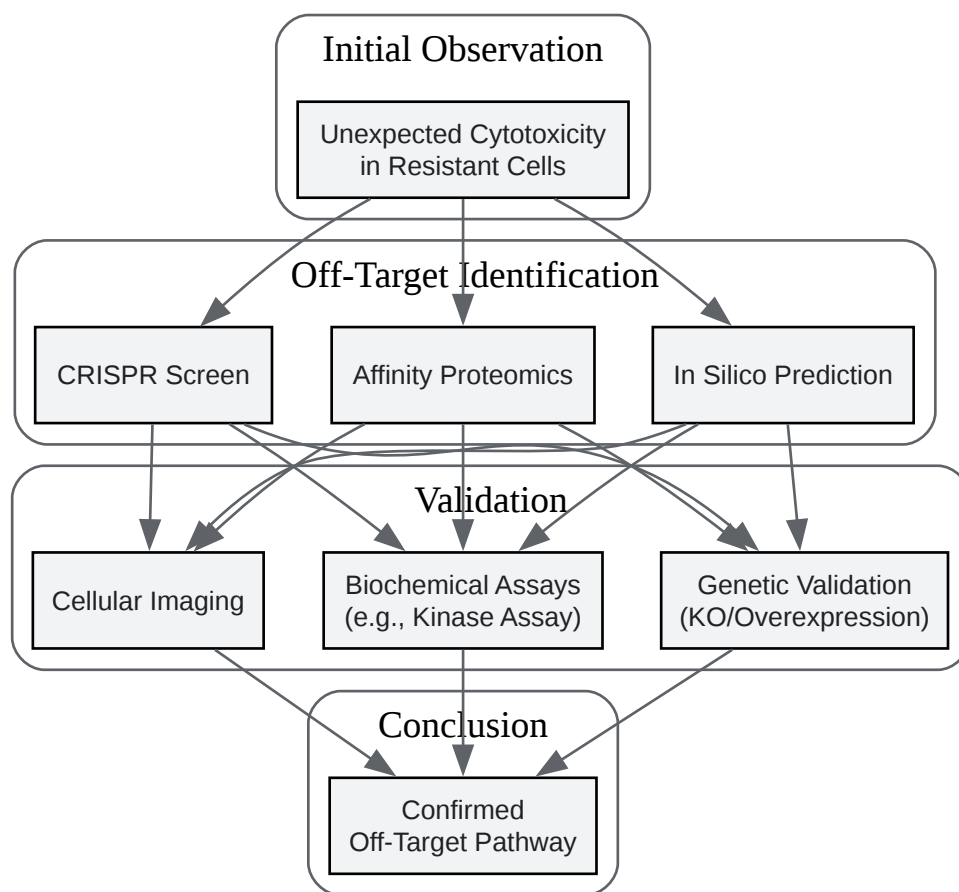 Initial Observation
Unexpected Cytotoxicity
in Resistant Cells
Off-Target Identification
CRISPR Screen
Affinity Proteomics
In Silico Prediction
Validation
Cellular Imaging
Biochemical Assays
(e.g., Kinase Assay)
Genetic Validation
(KO/Overexpression)
Conclusion
Confirmed
Off-Target Pathway